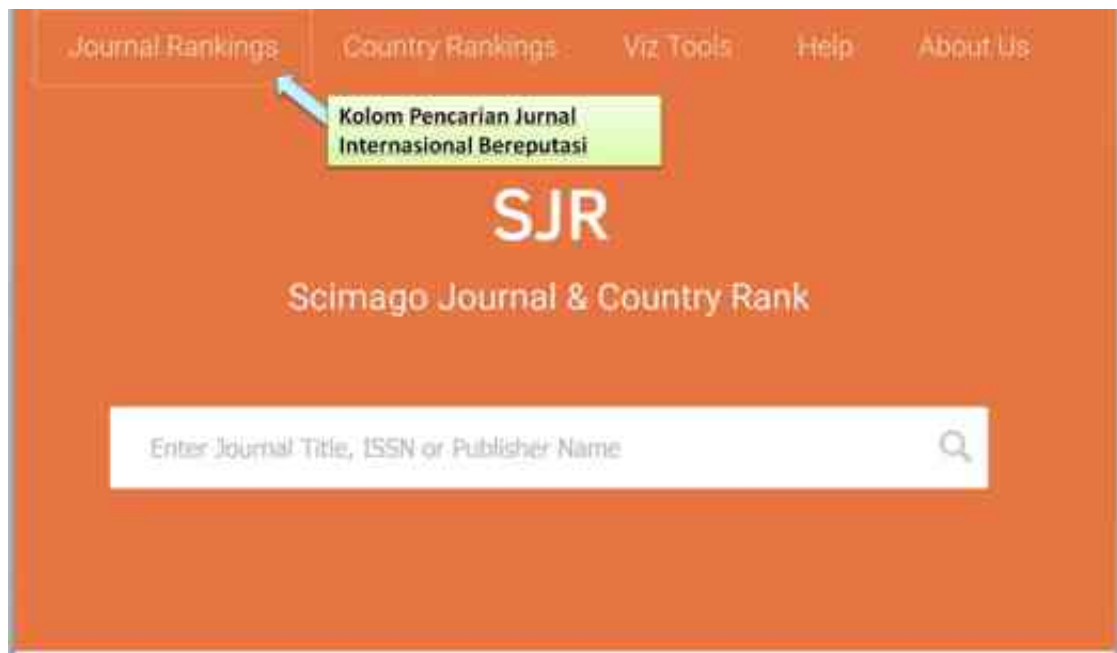 Journal Rankings Country Rankings Viz Tools Help About Us
Kolom Pencarian Jurnal
Internasional Bereputasi
SJR
Scimago Journal & Country Rank
Enter Journal Title, ISSN or Publisher Name